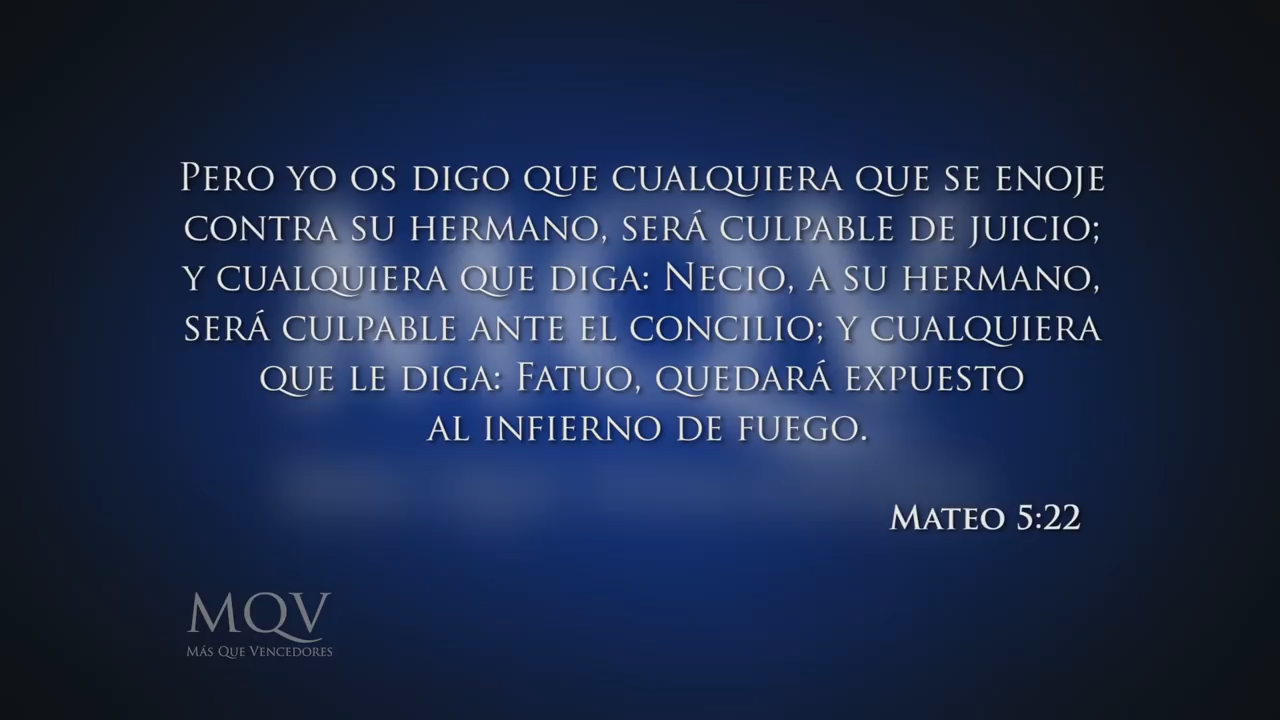 Pero yo os digo que cualquiera que se enoje
contra su hermano, será culpable de juicio;
y cualquiera que diga: Necio, a su hermano,
será culpable ante el concilio; y cualquiera
que le diga: Fatuo, quedará expuesto
al infierno de fuego.
Mateo 5:22
MQV
Más Que Vencedores